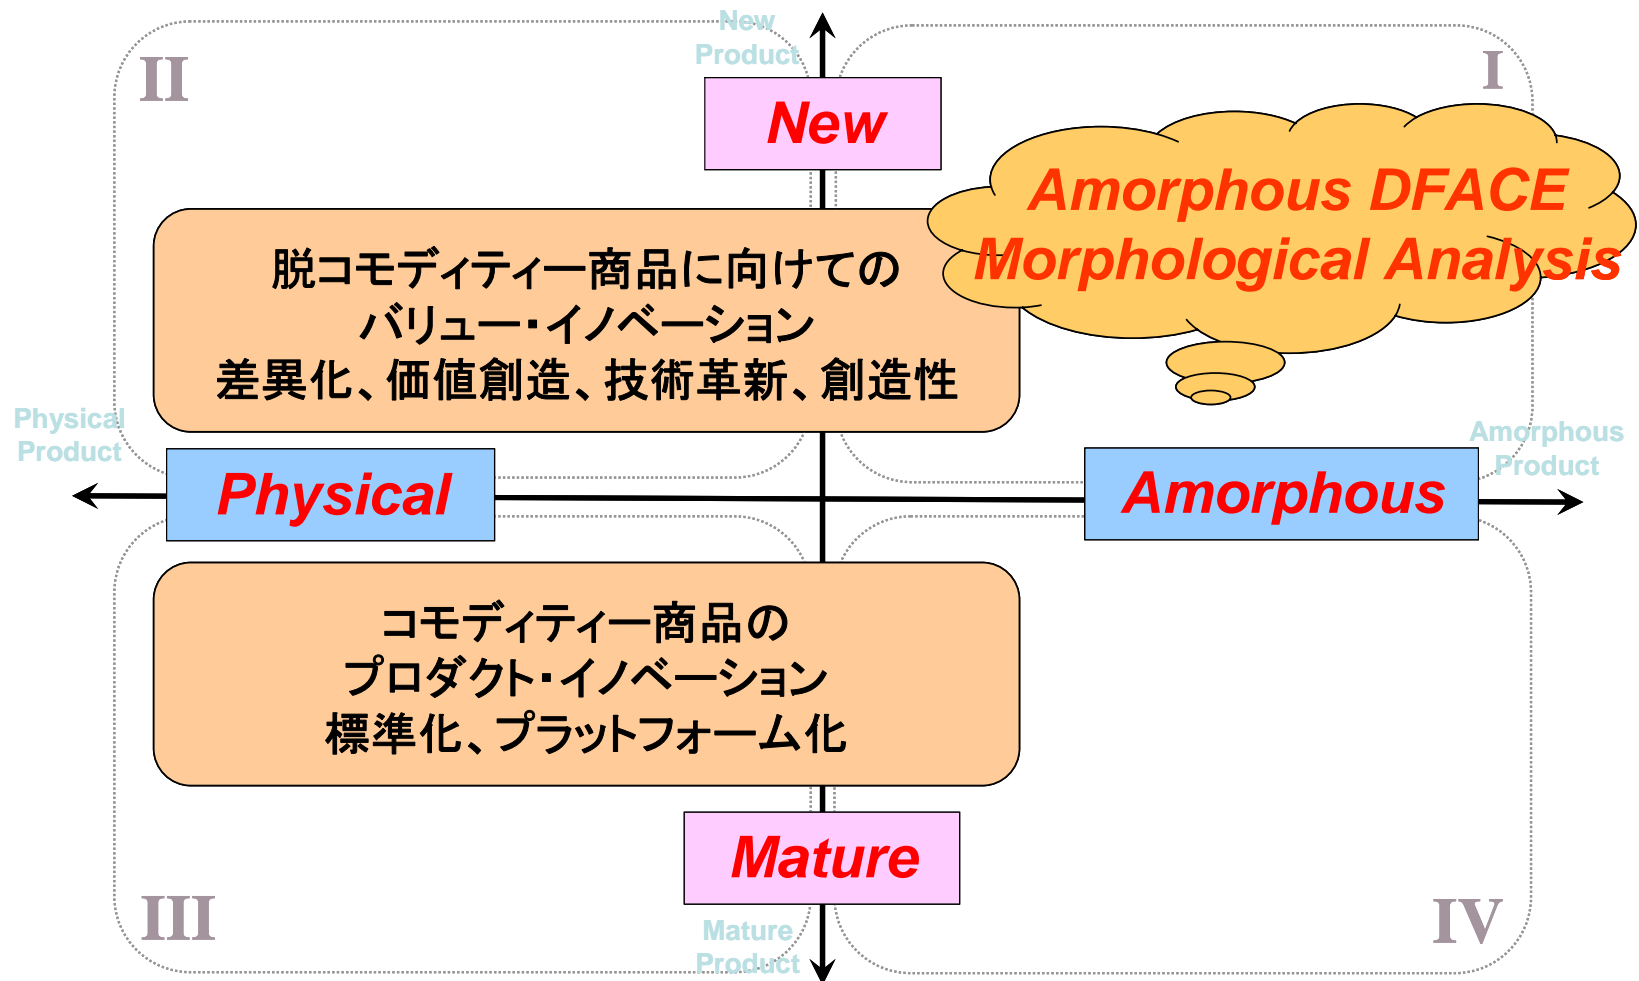 New
Product
II
I
New
Amorphous DFACE
Morphological Analysis
脱コモディティー商品に向けての
バリュー・イノベーション
差異化、価値創造、技術革新、創造性
Physical
Product
Physical
Amorphous
Product
Amorphous
コモディティー商品の
プロダクト・イノベーション
標準化、プラットフォーム化
Mature
III
IV
Mature
Product